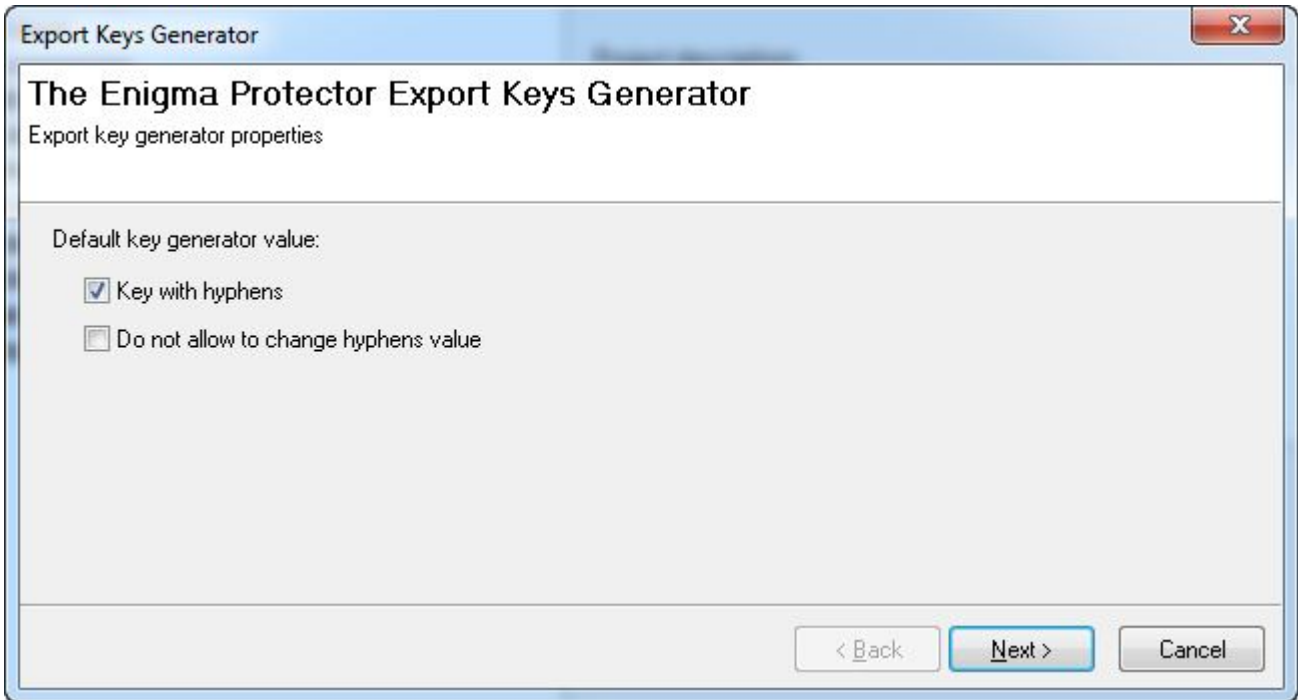 Export Keys Generator
The Enigma Protector Export Keys Generator
Export key generator properties
Default key generator value:
Key with hyphens
Do not allow to change hyphens value
< Back
Next >
Cancel